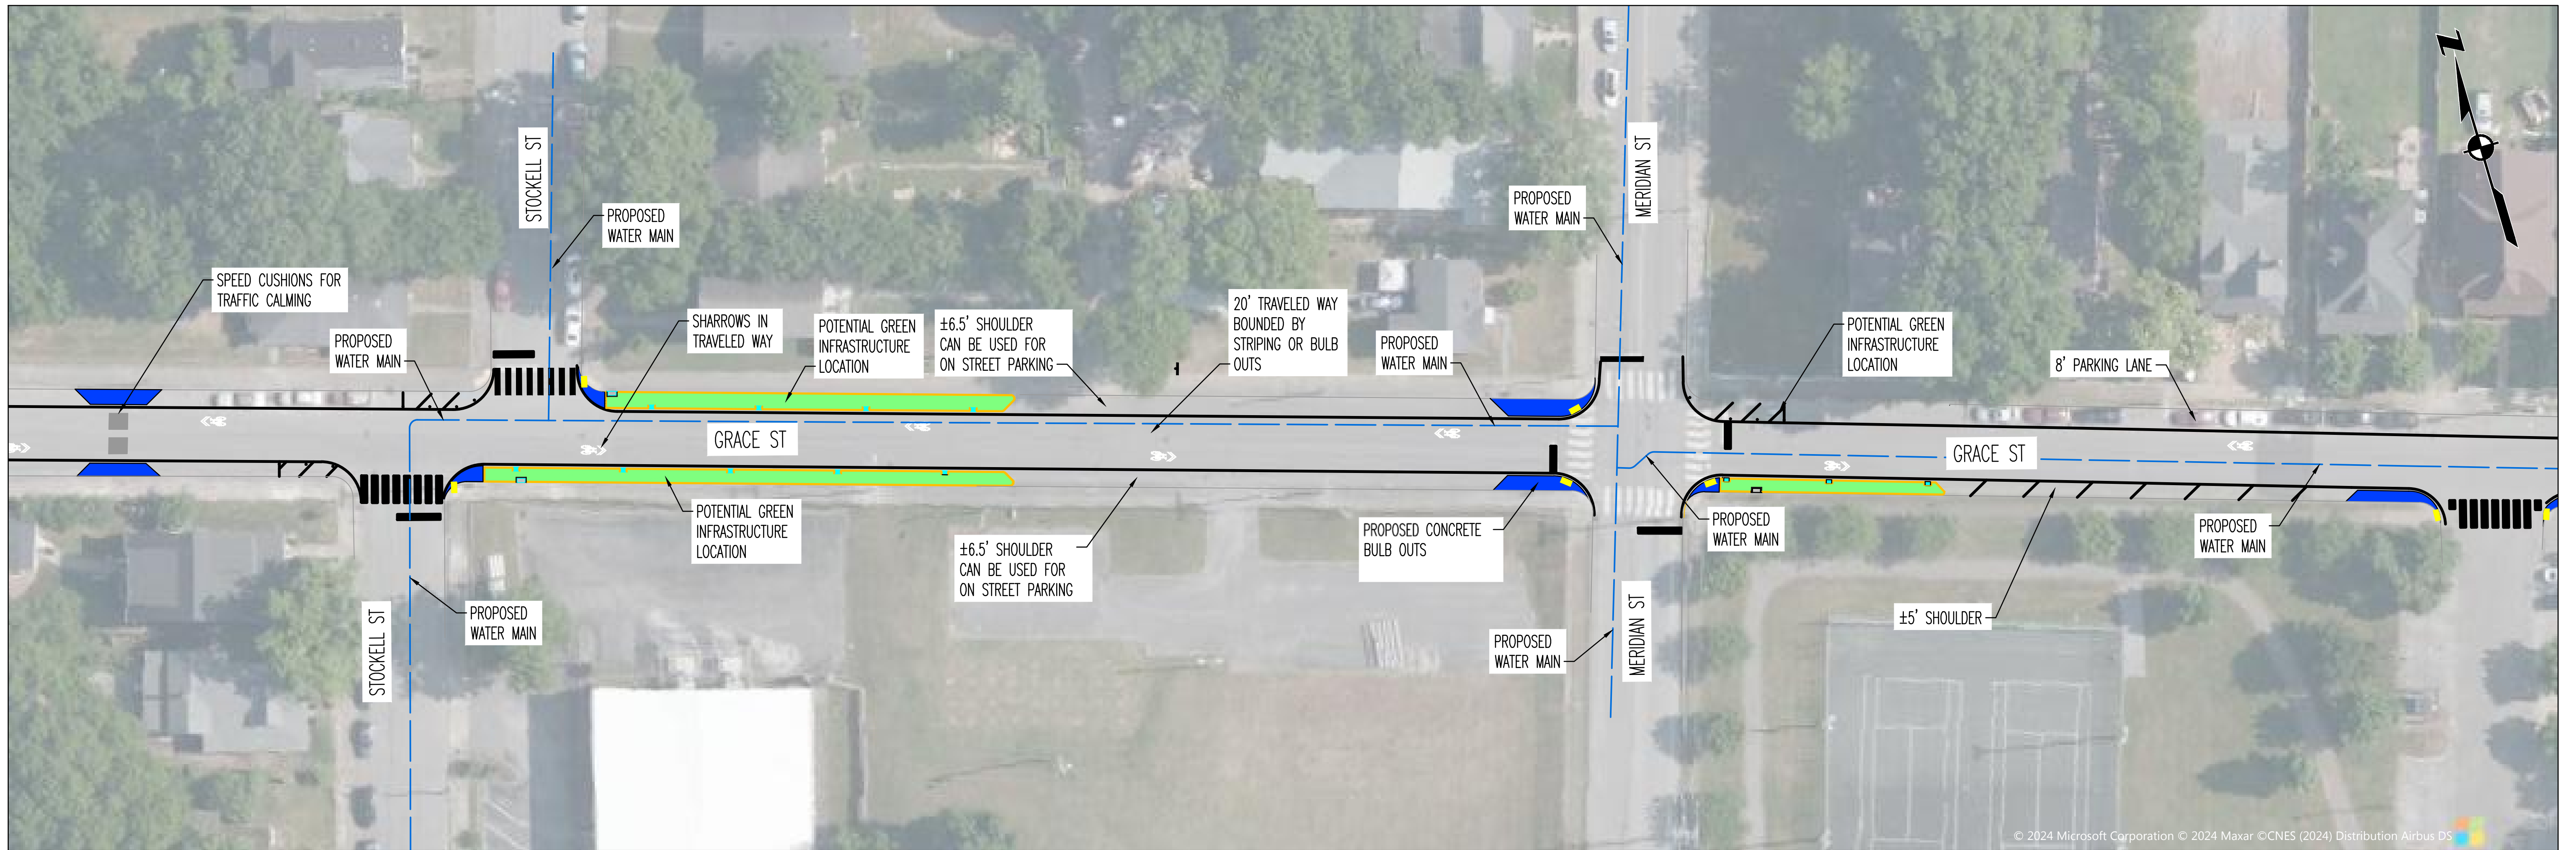 STOCKELL ST
MERIDIAN ST
PROPOSED
WATER MAIN
PROPOSED
WATER MAIN
SPEED CUSHIONS FOR
TRAFFIC CALMING
PROPOSED
WATER MAIN
SHARROWS IN
TRAVELED WAY
POTENTIAL GREEN
INFRASTRUCTURE
LOCATION
±6.5' SHOULDER
CAN BE USED FOR
ON STREET PARKING
20' TRAVELED WAY
BOUNDED BY
STRIPING OR BULB
OUTS
PROPOSED
WATER MAIN
POTENTIAL GREEN
INFRASTRUCTURE
LOCATION
8' PARKING LANE
GRACE ST
GRACE ST
POTENTIAL GREEN
INFRASTRUCTURE
LOCATION
±6.5' SHOULDER
CAN BE USED FOR
ON STREET PARKING
PROPOSED CONCRETE
BULB OUTS
PROPOSED
WATER MAIN
PROPOSED
WATER MAIN
STOCKELL ST
PROPOSED
WATER MAIN
PROPOSED
WATER MAIN
MERIDIAN ST
±5' SHOULDER
N
© 2024 Microsoft Corporation © 2024 Maxar ©CNES (2024) Distribution Airbus DS